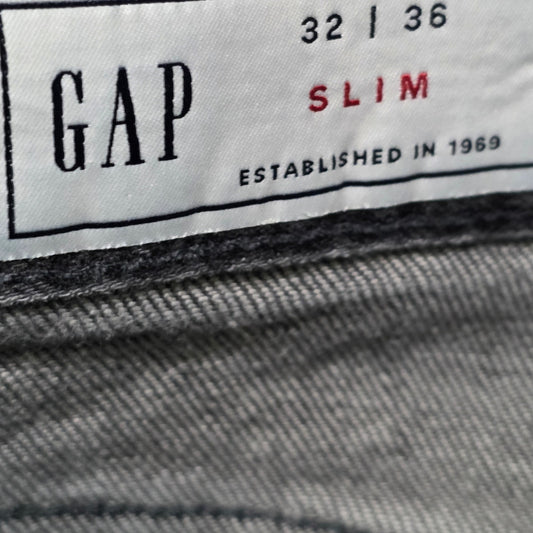 GAP
32 | 36
SLIM
ESTABLISHED IN 1969